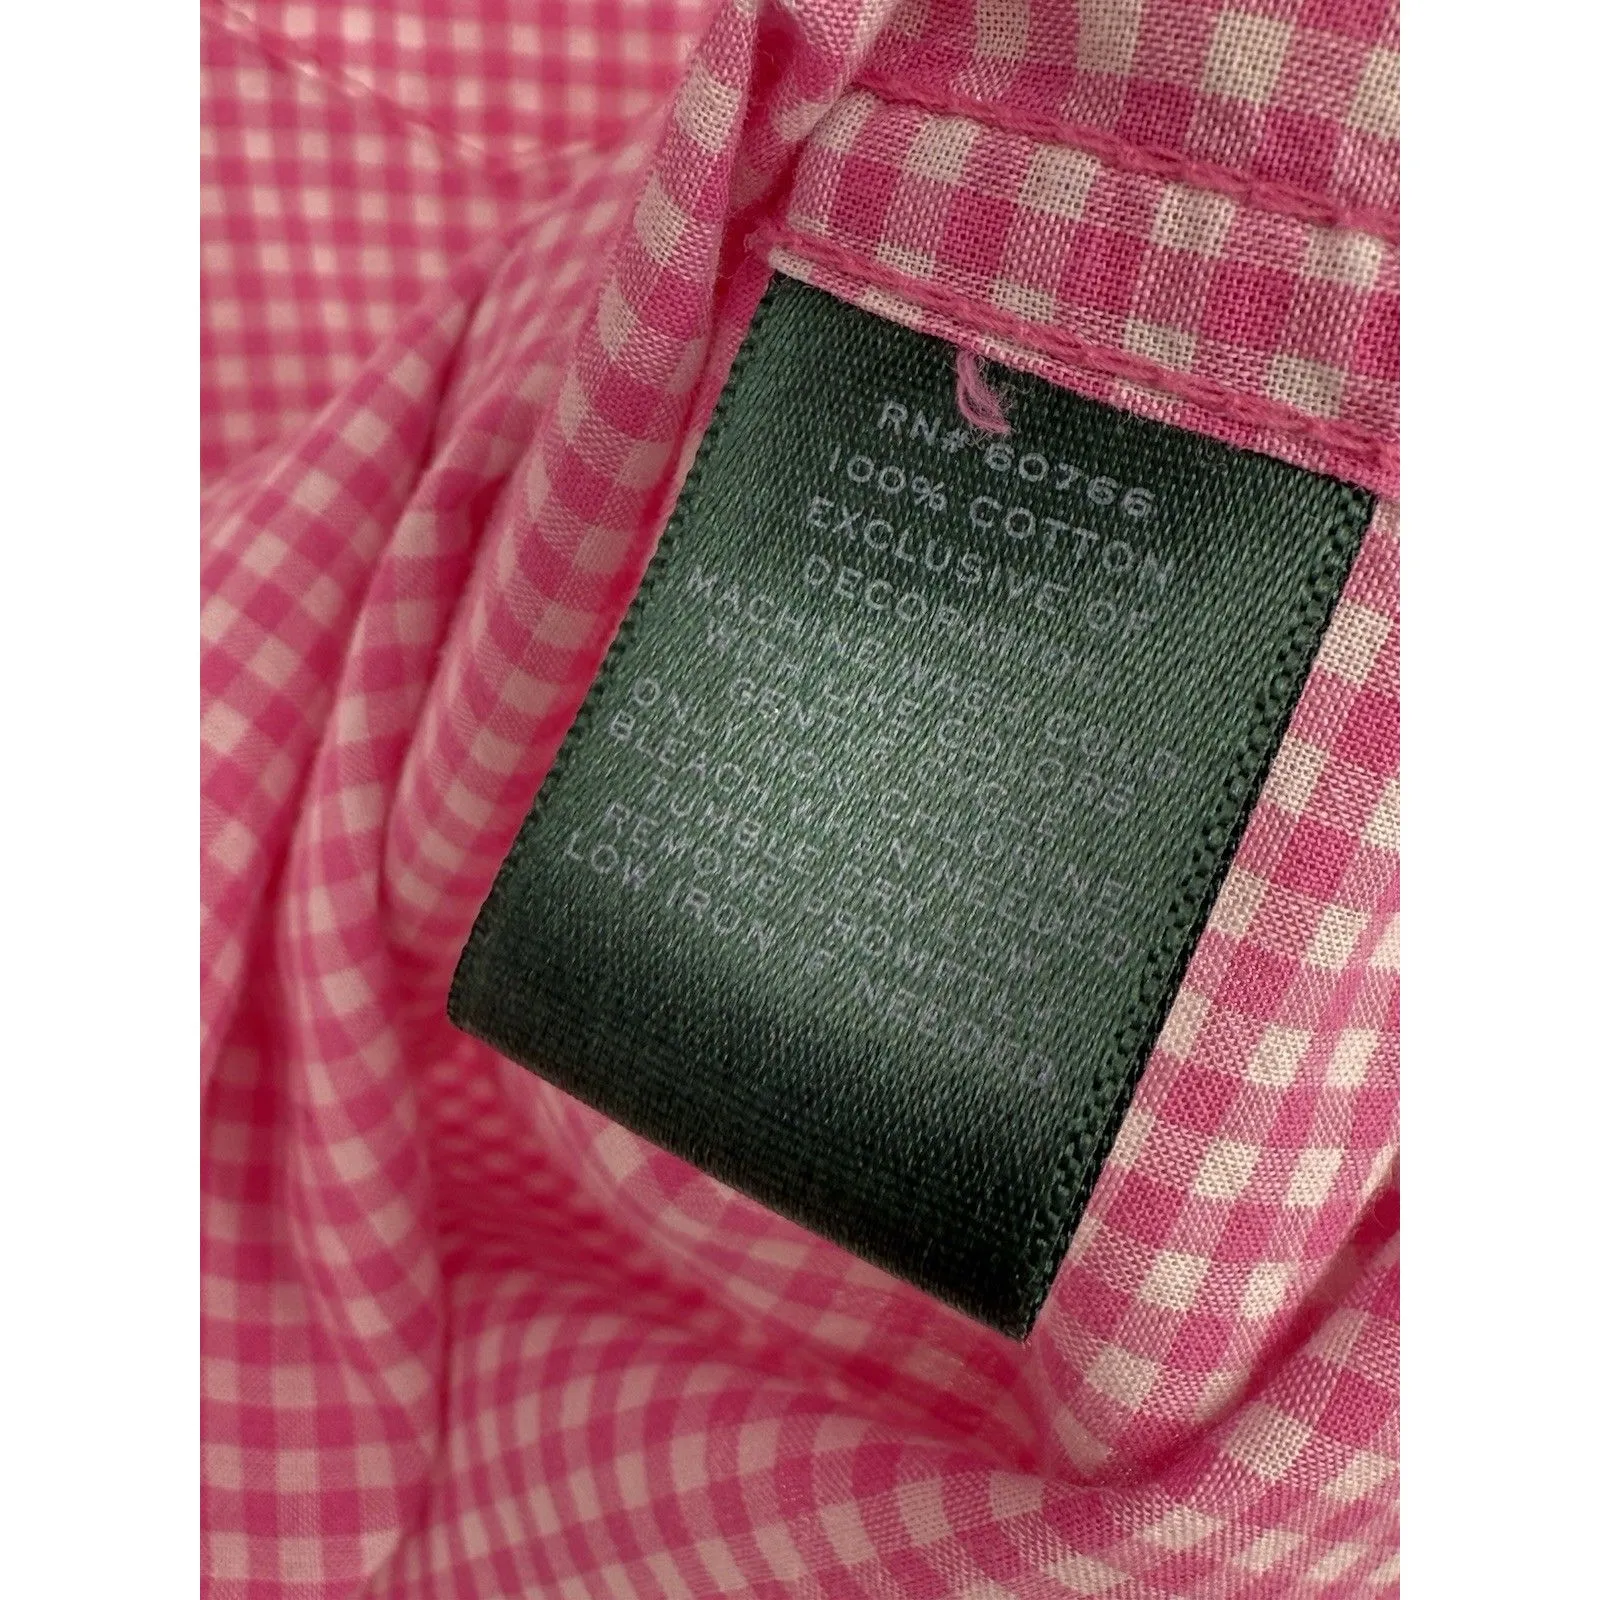 RN# 60766
100% COTTON
EXCLUSIVE OF
DECORATION
MACHINE WASH COLD
WITH LIKE COLORS
GENTLE CYCLE
ONLY NON-CHLORINE
BLEACH WHEN NEEDED
TUMBLE DRY LOW
REMOVE PROMPTLY
LOW IRON IF NEEDED